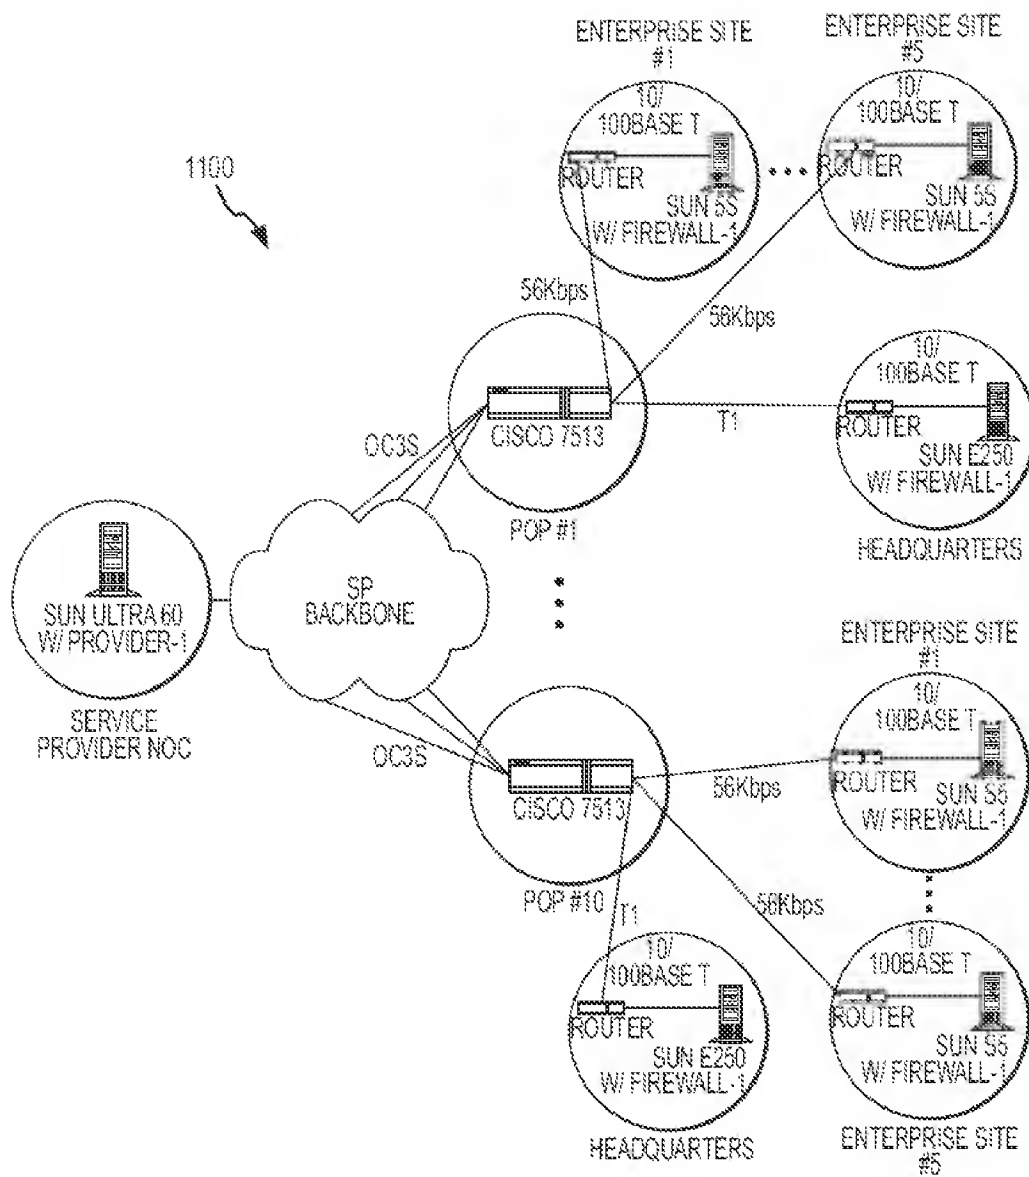 ENTERPRISE SITE
#1
10/
100BASE T
ROUTER
SUN 5S
W/ FIREWALL-1
ENTERPRISE SITE
#5
10/
100BASE T
ROUTER
SUN 5S
W/ FIREWALL-1
1100
56Kbps
56Kbps
CISCO 7513
POP #1
T1
10/
100BASE T
ROUTER
SUN E250
W/ FIREWALL-1
HEADQUARTERS
OC3S
SP
BACKBONE
SUN ULTRA 60
W/ PROVIDER-1
SERVICE
PROVIDER NOC
OC3S
CISCO 7513
POP #10
56Kbps
ENTERPRISE SITE
#1
10/
100BASE T
ROUTER
SUN S5
W/ FIREWALL-1
T1
56Kbps
10/
100BASE T
ROUTER
SUN E250
W/ FIREWALL-1
HEADQUARTERS
10/
100BASE T
ROUTER
SUN S5
W/ FIREWALL-1
ENTERPRISE SITE
#5